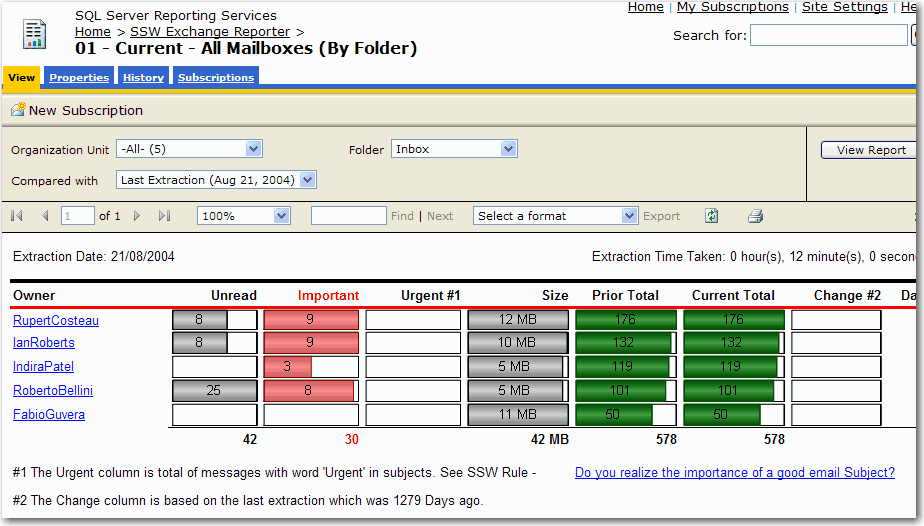 SQL Server Reporting Services
Home | My Subscriptions | Site Settings |
Home > SSW Exchange Reporter >
Search for:
01 - Current - All Mailboxes (By Folder)
View Properties History Subscriptions
New Subscription
Organization Unit -All- (5) Folder Inbox View Report
Compared with Last Extraction (Aug 21, 2004)
1 of 1 100% Find | Next Select a format Export
Extraction Date: 21/08/2004 Extraction Time Taken: 0 hour(s), 12 minute(s), 0
Owner Unread Important Urgent #1 Size Prior Total Current Total Change #2
RupertCosteau 8 9 12 MB 176 176
IanRoberts 8 9 10 MB 132 132
IndiraPatel 3 5 MB 119 119
RobertoBellini 25 8 5 MB 101 101
FabioGuvera 11 MB 50 50
42 30 42 MB 578 578
#1 The Urgent column is total of messages with word 'Urgent' in subjects. See SSW Rule - Do you realize the importance of a good email Subject?
#2 The Change column is based on the last extraction which was 1279 Days ago.